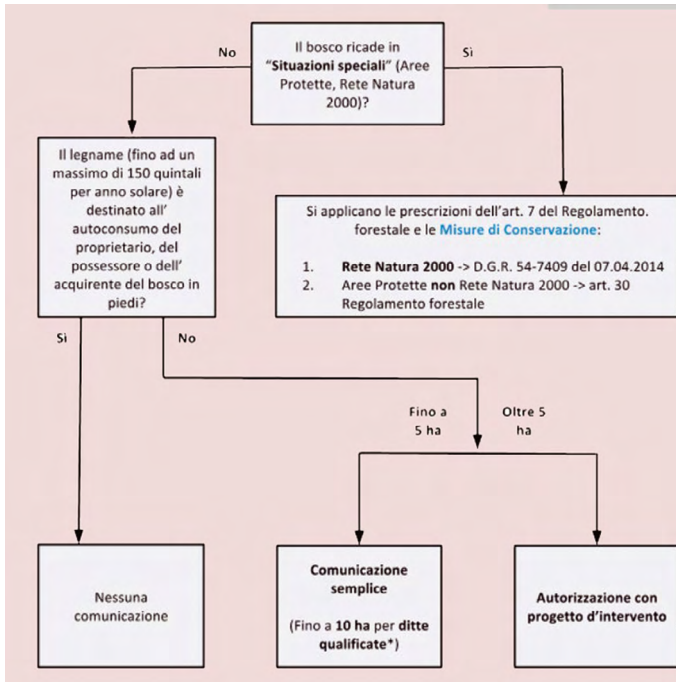 Il bosco ricade in
"Situazioni speciali" (Aree
Protette, Rete Natura
2000)?
No
Sì
Il legname (fino ad un
massimo di 150 quintali
per anno solare) è
destinato all'
autoconsumo del
proprietario, del
possessore o dell'
acquirente del bosco in
piedi?
Si applicano le prescrizioni dell'art. 7 del Regolamento.
forestale e le Misure di Conservazione:
1. Rete Natura 2000 -> D.G.R. 54-7409 del 07.04.2014
2. Aree Protette non Rete Natura 2000 -> art. 30
Regolamento forestale
Sì
No
Fino a
5 ha
Oltre 5
ha
Nessuna
comunicazione
Comunicazione
semplice
(Fino a 10 ha per ditte
qualificate*)
Autorizzazione con
progetto d'intervento